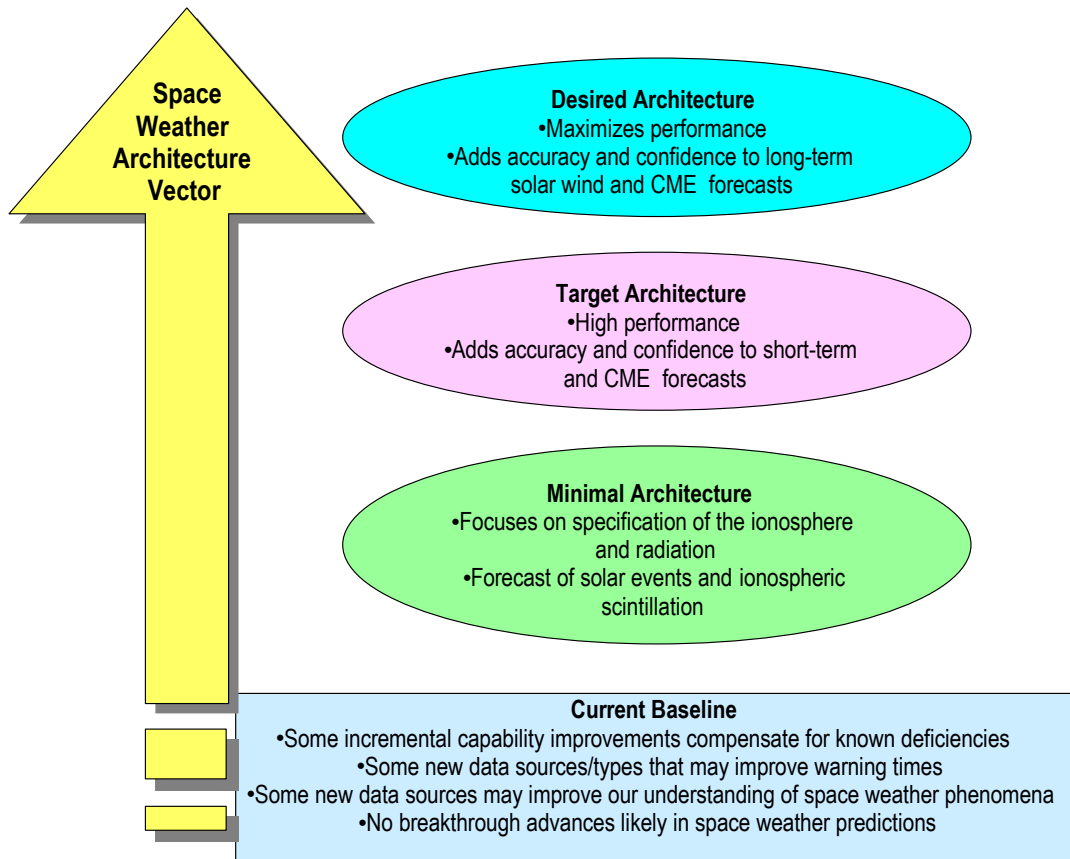 Space
Weather
Architecture
Vector
Desired Architecture
•Maximizes performance
•Adds accuracy and confidence to long-term
solar wind and CME forecasts
Target Architecture
•High performance
•Adds accuracy and confidence to short-term
and CME forecasts
Minimal Architecture
•Focuses on specification of the ionosphere
and radiation
•Forecast of solar events and ionospheric
scintillation
Current Baseline
•Some incremental capability improvements compensate for known deficiencies
•Some new data sources/types that may improve warning times
•Some new data sources may improve our understanding of space weather phenomena
•No breakthrough advances likely in space weather predictions